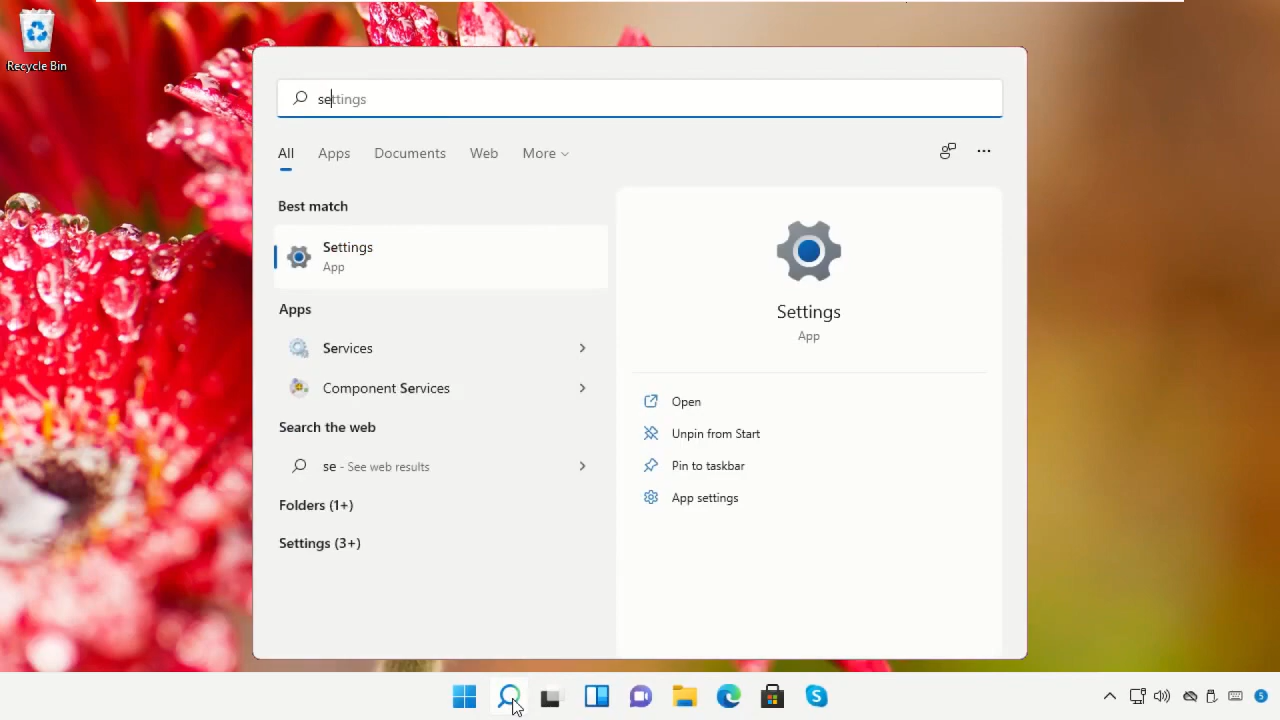 Recycle Bin
settings
All Apps Documents Web More
Best match
Settings
App
Apps
Services
Component Services
Search the web
se - See web results
Folders (1+)
Settings (3+)
Settings
App
Open
Unpin from Start
Pin to taskbar
App settings
S
5